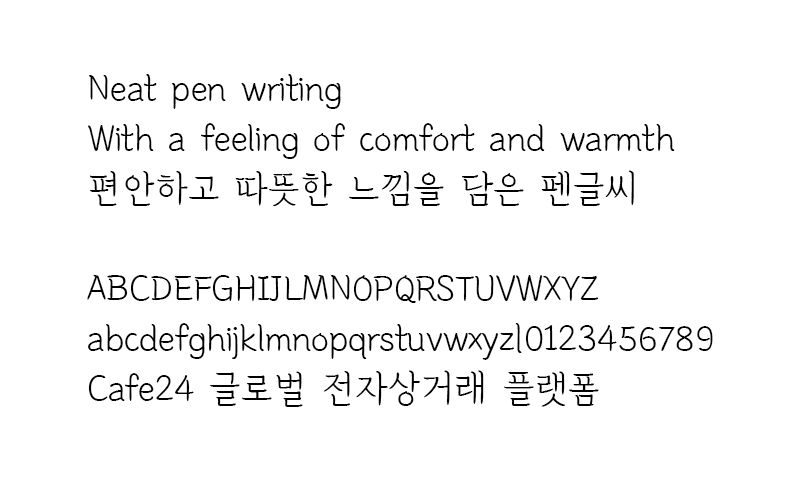 Neat pen writing
With a feeling of comfort and warmth
편안하고 따뜻한 느낌을 담은 펜글씨
ABCDEFGHIJLMNOPQRSTUVWXYZ
abcdefghijklmnopqrstuvwxyzl0123456789
Cafe24 글로벌 전자상거래 플랫폼